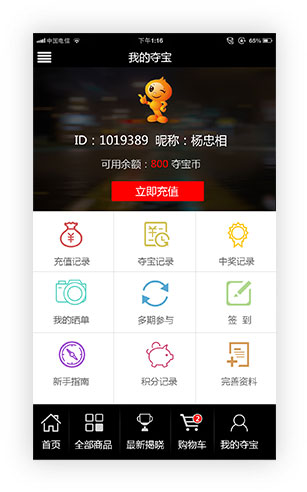 中国电信 下午1:16 65%
我的夺宝
ID：1019389 昵称：杨忠相
可用余额：800 夺宝币
立即充值
充值记录 夺宝记录 中奖记录
我的晒单 多期参与 签 到
新手指南 积分记录 完善资料
2
首页 全部商品 最新揭晓 购物车 我的夺宝